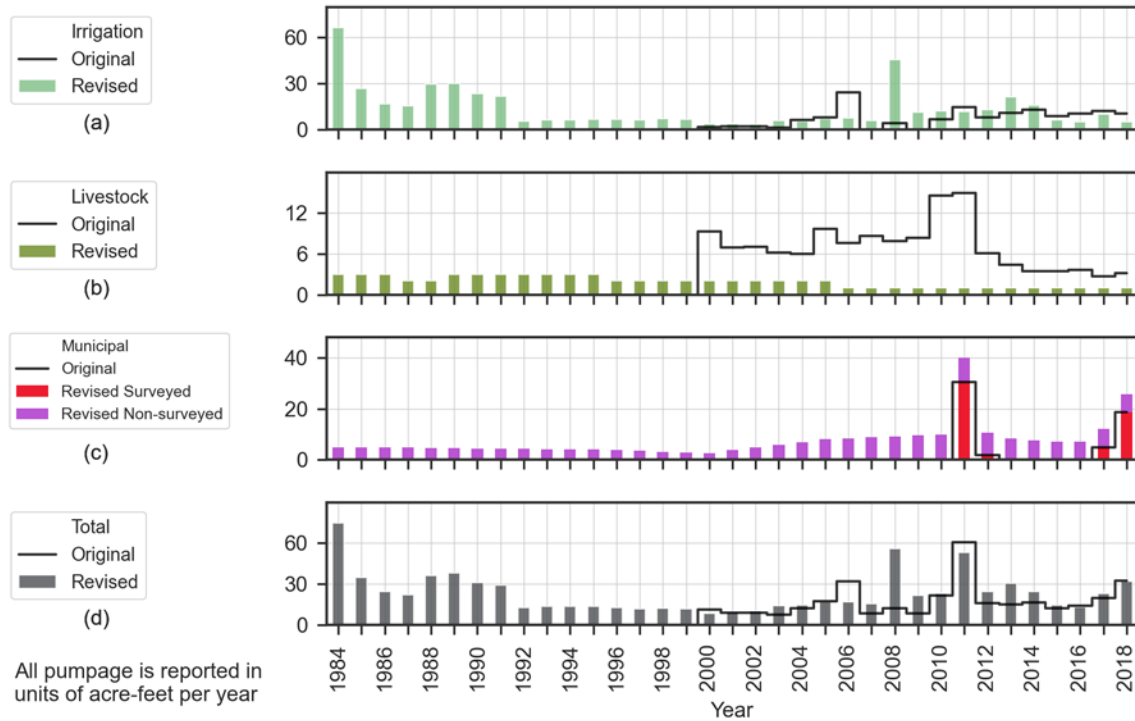 Irrigation
Original
Revised
(a)
60
30
0
Livestock
Original
Revised
(b)
12
6
0
Municipal
Original
Revised Surveyed
Revised Non-surveyed
(c)
40
20
0
Total
Original
Revised
(d)
60
30
0
1984
1986
1988
1990
1992
1994
1996
1998
2000
2002
2004
2006
2008
2010
2012
2014
2016
2018
Year
All pumpage is reported in
units of acre-feet per year